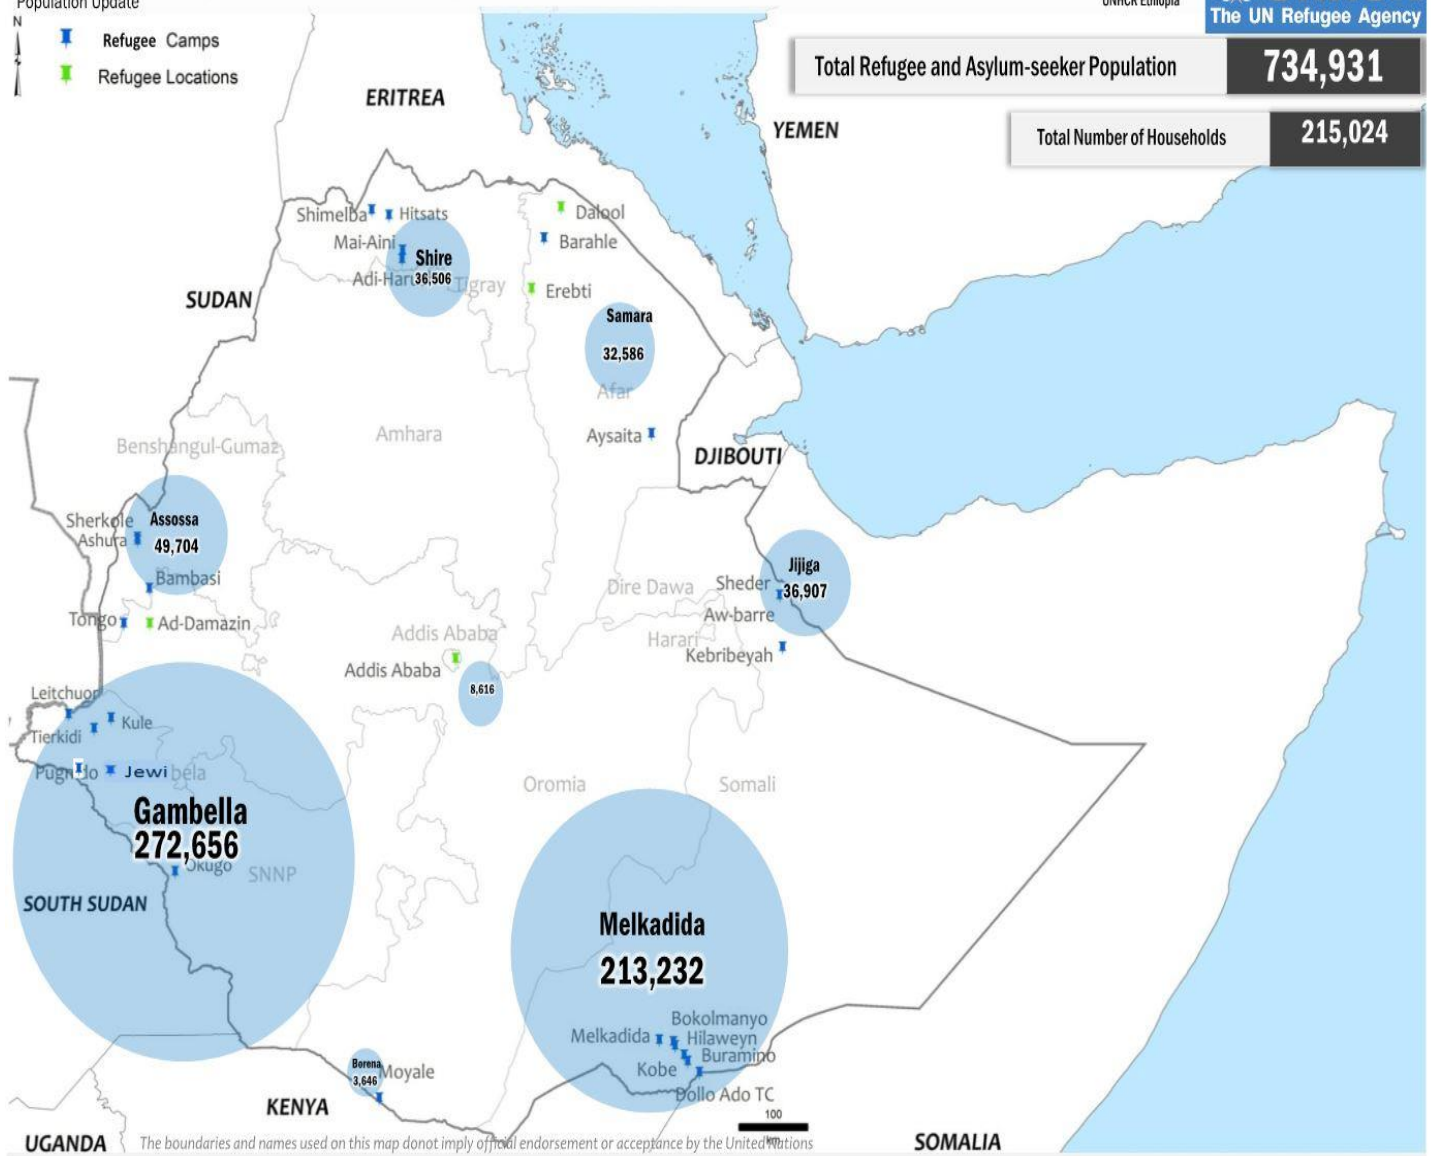 Population Update
UNHCR Ethiopia
The UN Refugee Agency
N
Refugee Camps
Refugee Locations
Total Refugee and Asylum-seeker Population
734,931
Total Number of Households
215,024
ERITREA
YEMEN
Shimelba
Hitsats
Dalool
Mai-Aini
Barahle
Shire
36,506
Tigray
Erebti
SUDAN
Samara
32,586
Afar
Amhara
Aysaita
Benshangul-Gumaz
DJIBOUTI
Sherkole
Ashura
Assossa
49,704
Bambasi
Jijiga
36,907
Dire Dawa
Sheder
Aw-barre
Tongo
Ad-Damazin
Addis Ababa
Harari
Kebribeyah
Addis Ababa
8,616
Leitchuor
Kule
Tierkidi
Jewi
Gambella
272,656
Oromia
Somali
Okugo
SNNP
SOUTH SUDAN
Melkadida
213,232
Bokolmanyo
Melkadida
Hilaweyn
Buramino
Kobe
Dollo Ado TC
Borena
3,646
Moyale
KENYA
100
km
UGANDA
The boundaries and names used on this map donot imply official endorsement or acceptance by the United Nations
SOMALIA